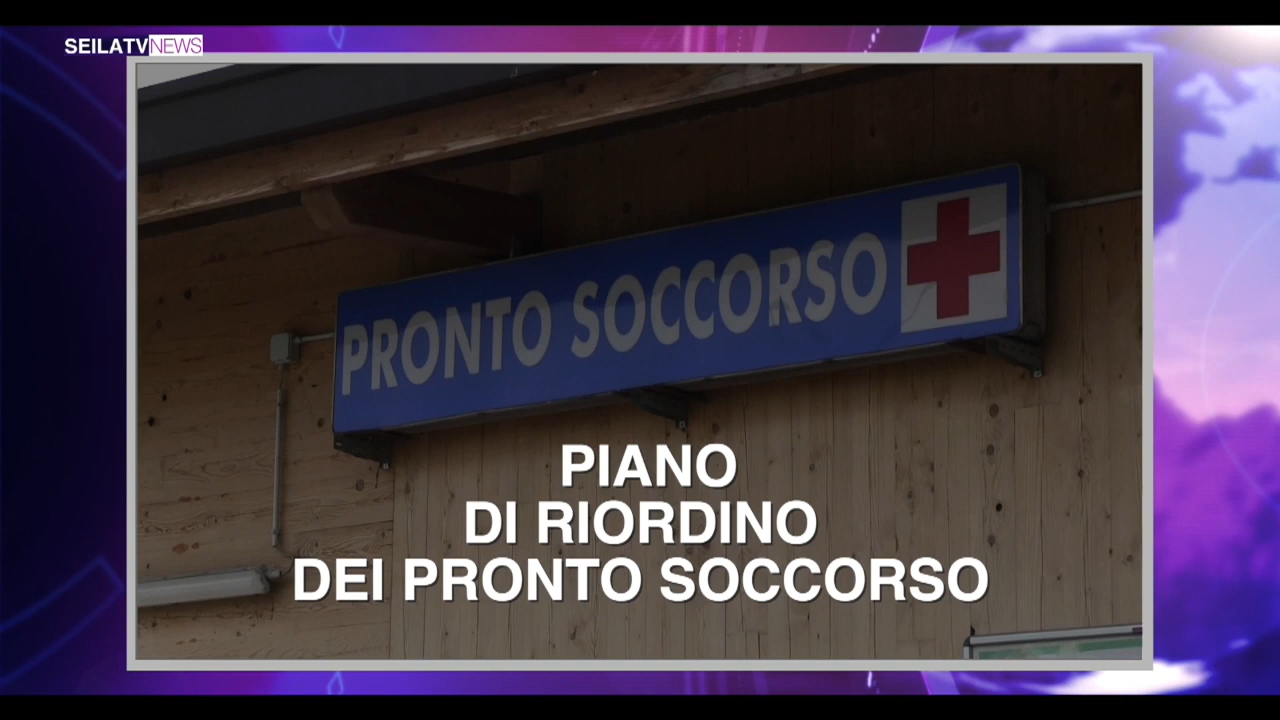 SEILATVNEWS
PRONTO SOCCORSO
PIANO
DI RIORDINO
DEI PRONTO SOCCORSO